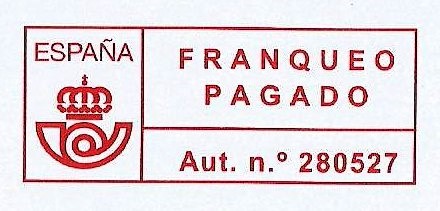 ESPAÑA
FRANQUEO
PAGADO
Aut. n.º 280527